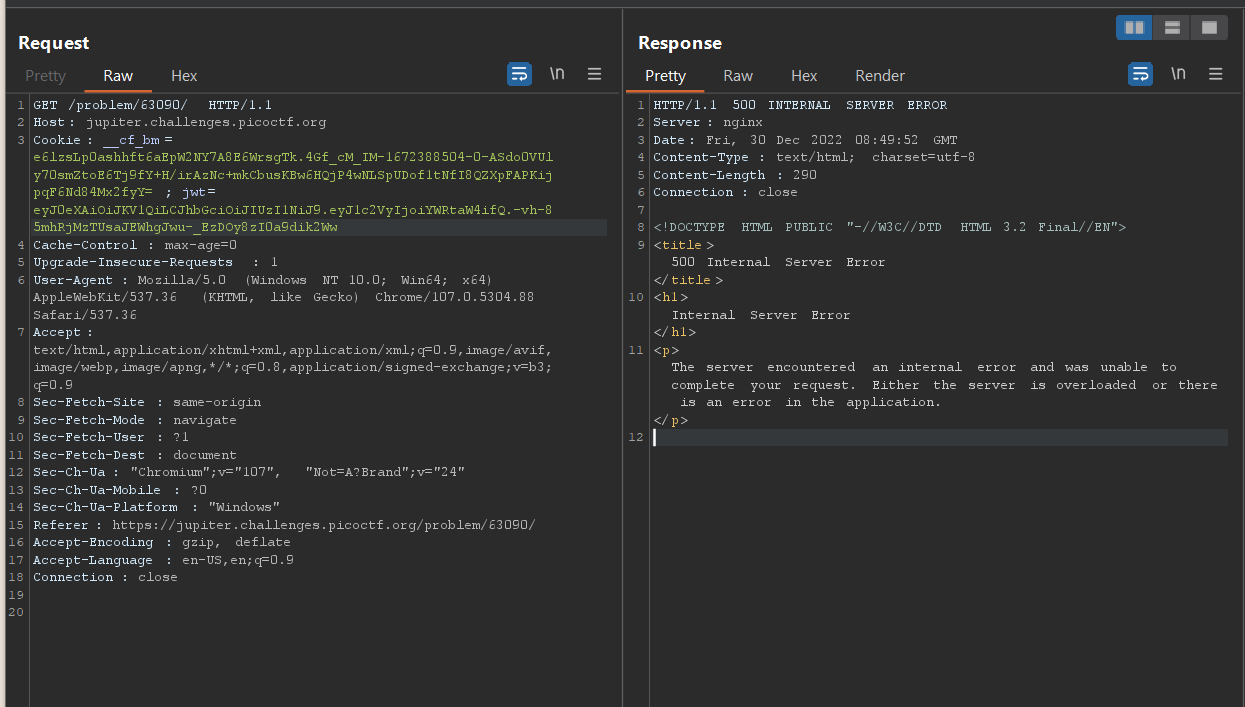 Request
Pretty Raw Hex
\n
1 GET /problem/63090/ HTTP/1.1
2 Host: jupiter.challenges.picoctf.org
3 Cookie: __cf_bm=
e6lzsLpOashhft6aEpW2NY7A8E6WrsgTk.4Gf_cM_IM-1672388504-0-ASdoOVUl
y7OsmZtoE6Tj9fY+H/irAzNc+mkCbusKBw6HQjP4wNLSpUDof1tNfI8QZXpFAPKij
pqF6Nd84Mx2fyY= ; jwt=
eyJ0eXAiOiJKV1QiLCJhbGciOiJIUzI1NiJ9.eyJ1c2VyIjoiYWRtaW4ifQ.-vh-8
5mhRjMzTUsaJEWhgJwu-_EzDOy8zI0a9dik2Ww
4 Cache-Control : max-age=0
5 Upgrade-Insecure-Requests : 1
6 User-Agent : Mozilla/5.0 (Windows NT 10.0; Win64; x64)
AppleWebKit/537.36 (KHTML, like Gecko) Chrome/107.0.5304.88
Safari/537.36
7 Accept :
text/html,application/xhtml+xml,application/xml;q=0.9,image/avif,
image/webp,image/apng,*/*;q=0.8,application/signed-exchange;v=b3;
q=0.9
8 Sec-Fetch-Site : same-origin
9 Sec-Fetch-Mode : navigate
10 Sec-Fetch-User : ?1
11 Sec-Fetch-Dest : document
12 Sec-Ch-Ua : "Chromium";v="107", "Not=A?Brand";v="24"
13 Sec-Ch-Ua-Mobile : ?0
14 Sec-Ch-Ua-Platform : "Windows"
15 Referer : https://jupiter.challenges.picoctf.org/problem/63090/
16 Accept-Encoding : gzip, deflate
17 Accept-Language : en-US,en;q=0.9
18 Connection : close
19
20
Response
Pretty Raw Hex Render
\n
1 HTTP/1.1 500 INTERNAL SERVER ERROR
2 Server : nginx
3 Date : Fri, 30 Dec 2022 08:49:52 GMT
4 Content-Type : text/html; charset=utf-8
5 Content-Length : 290
6 Connection : close
7
8 <!DOCTYPE HTML PUBLIC "-//W3C//DTD HTML 3.2 Final//EN">
9 <title >
500 Internal Server Error
</title >
10 <h1>
Internal Server Error
</h1>
11 <p>
The server encountered an internal error and was unable to
complete your request. Either the server is overloaded or there
is an error in the application.
</p>
12